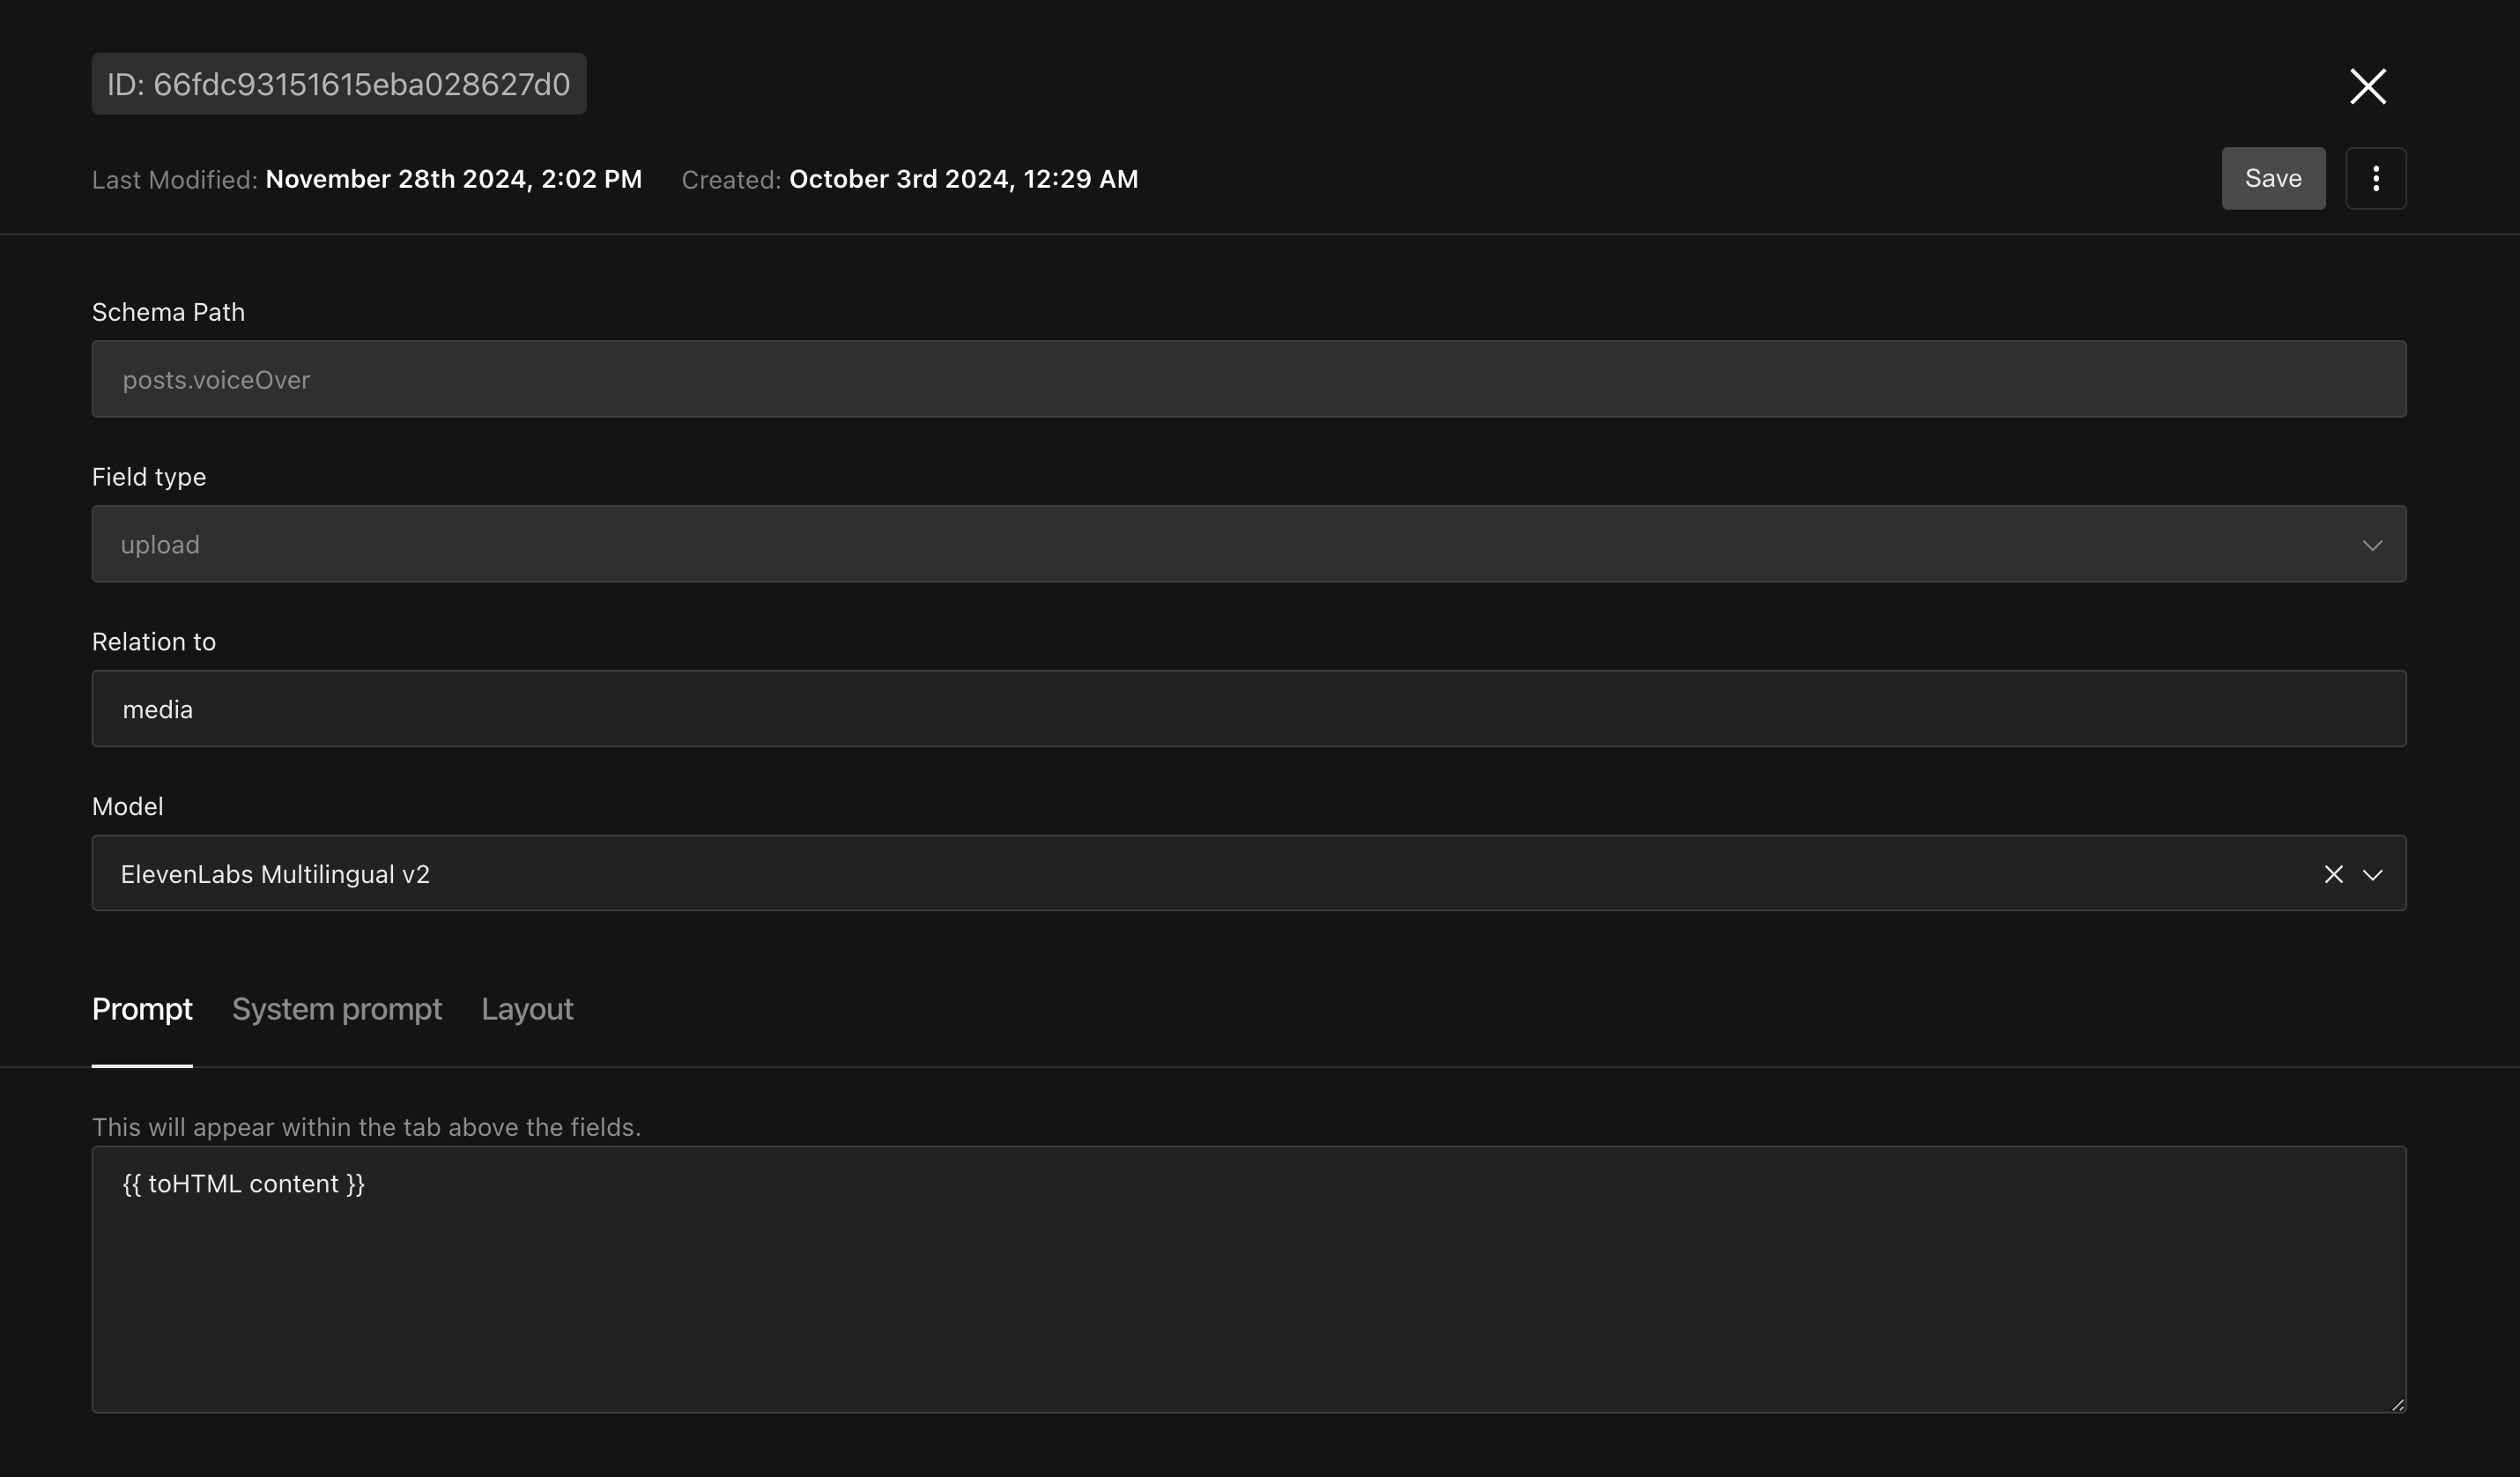 ID: 66fdc93151615eba028627d0
Last Modified: November 28th 2024, 2:02 PM Created: October 3rd 2024, 12:29 AM Save
Schema Path
posts.voiceOver
Field type
upload
Relation to
media
Model
ElevenLabs Multilingual v2
Prompt System prompt Layout
This will appear within the tab above the fields.
{{ toHTML content }}